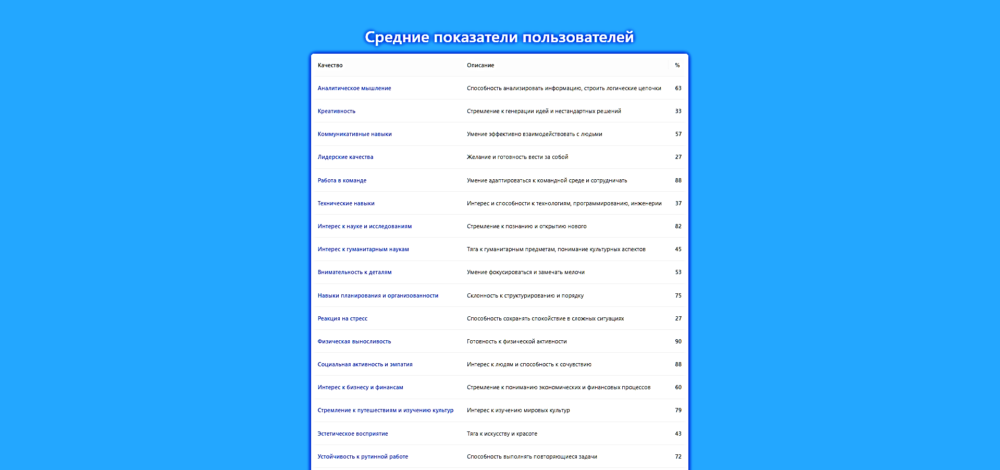 Средние показатели пользователей
Качество Описание %
Аналитическое мышление Способность анализировать информацию, строить логические цепочки 63
Креативность Стремление к генерации идей и нестандартных решений 33
Коммуникативные навыки Умение эффективно взаимодействовать с людьми 57
Лидерские качества Желание и готовность вести за собой 27
Работа в команде Умение адаптироваться к командной среде и сотрудничать 88
Технические навыки Интерес и способности к технологиям, программированию, инженерии 37
Интерес к науке и исследованиям Стремление к познанию и открытию нового 82
Интерес к гуманитарным наукам Тяга к гуманитарным предметам, понимание культурных аспектов 45
Внимательность к деталям Умение фокусироваться и замечать мелочи 53
Навыки планирования и организованности Склонность к структурированию и порядку 75
Реакция на стресс Способность сохранять спокойствие в сложных ситуациях 27
Физическая выносливость Готовность к физической активности 90
Социальная активность и эмпатия Интерес к людям и способность к сочувствию 88
Интерес к бизнесу и финансам Стремление к пониманию экономических и финансовых процессов 60
Стремление к путешествиям и изучению культур Интерес к изучению мировых культур 79
Эстетическое восприятие Тяга к искусству и красоте 43
Устойчивость к рутинной работе Способность выполнять повторяющиеся задачи 72